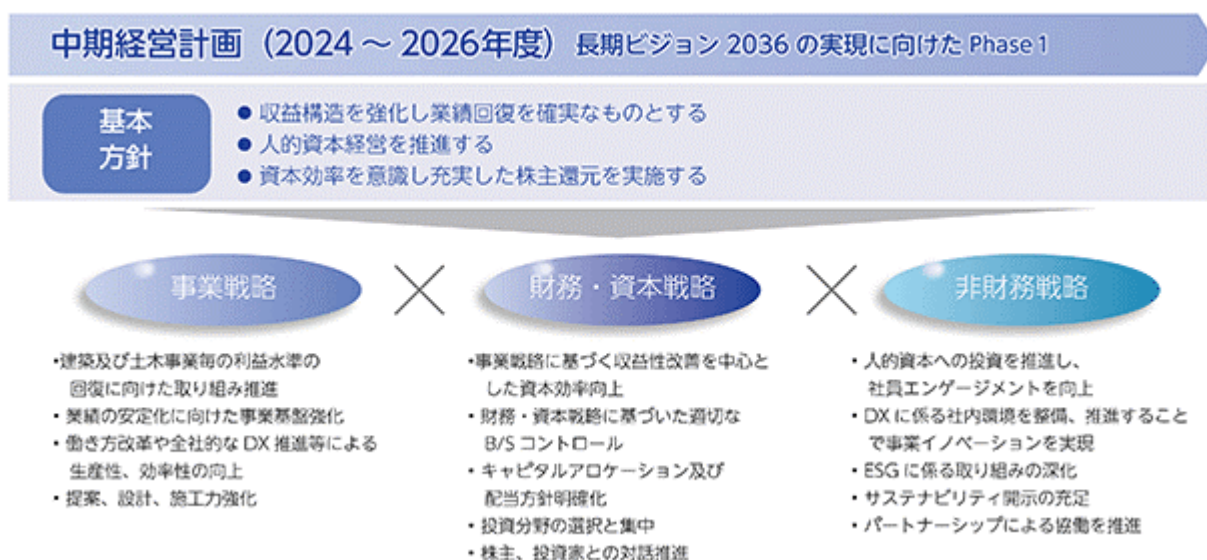 中期経営計画（2024 ～ 2026年度）長期ビジョン 2036 の実現に向けた Phase 1
基本
方針
● 収益構造を強化し業績回復を確実なものとする
● 人的資本経営を推進する
● 資本効率を意識し充実した株主還元を実施する
事業戦略
×
財務・資本戦略
×
非財務戦略
・建築及び土木事業毎の利益水準の
回復に向けた取り組み推進
・業績の安定化に向けた事業基盤強化
・働き方改革や全社的な DX 推進等による
生産性、効率性の向上
・提案、設計、施工力強化
・事業戦略に基づく収益性改善を中心と
した資本効率向上
・財務・資本戦略に基づいた適切な
B/S コントロール
・キャピタルアロケーション及び
配当方針明確化
・投資分野の選択と集中
・株主、投資家との対話推進
・人的資本への投資を推進し、
社員エンゲージメントを向上
・DX に係る社内環境を整備、推進すること
で事業イノベーションを実現
・ESG に係る取り組みの深化
・サステナビリティ開示の充足
・パートナーシップによる協働を推進